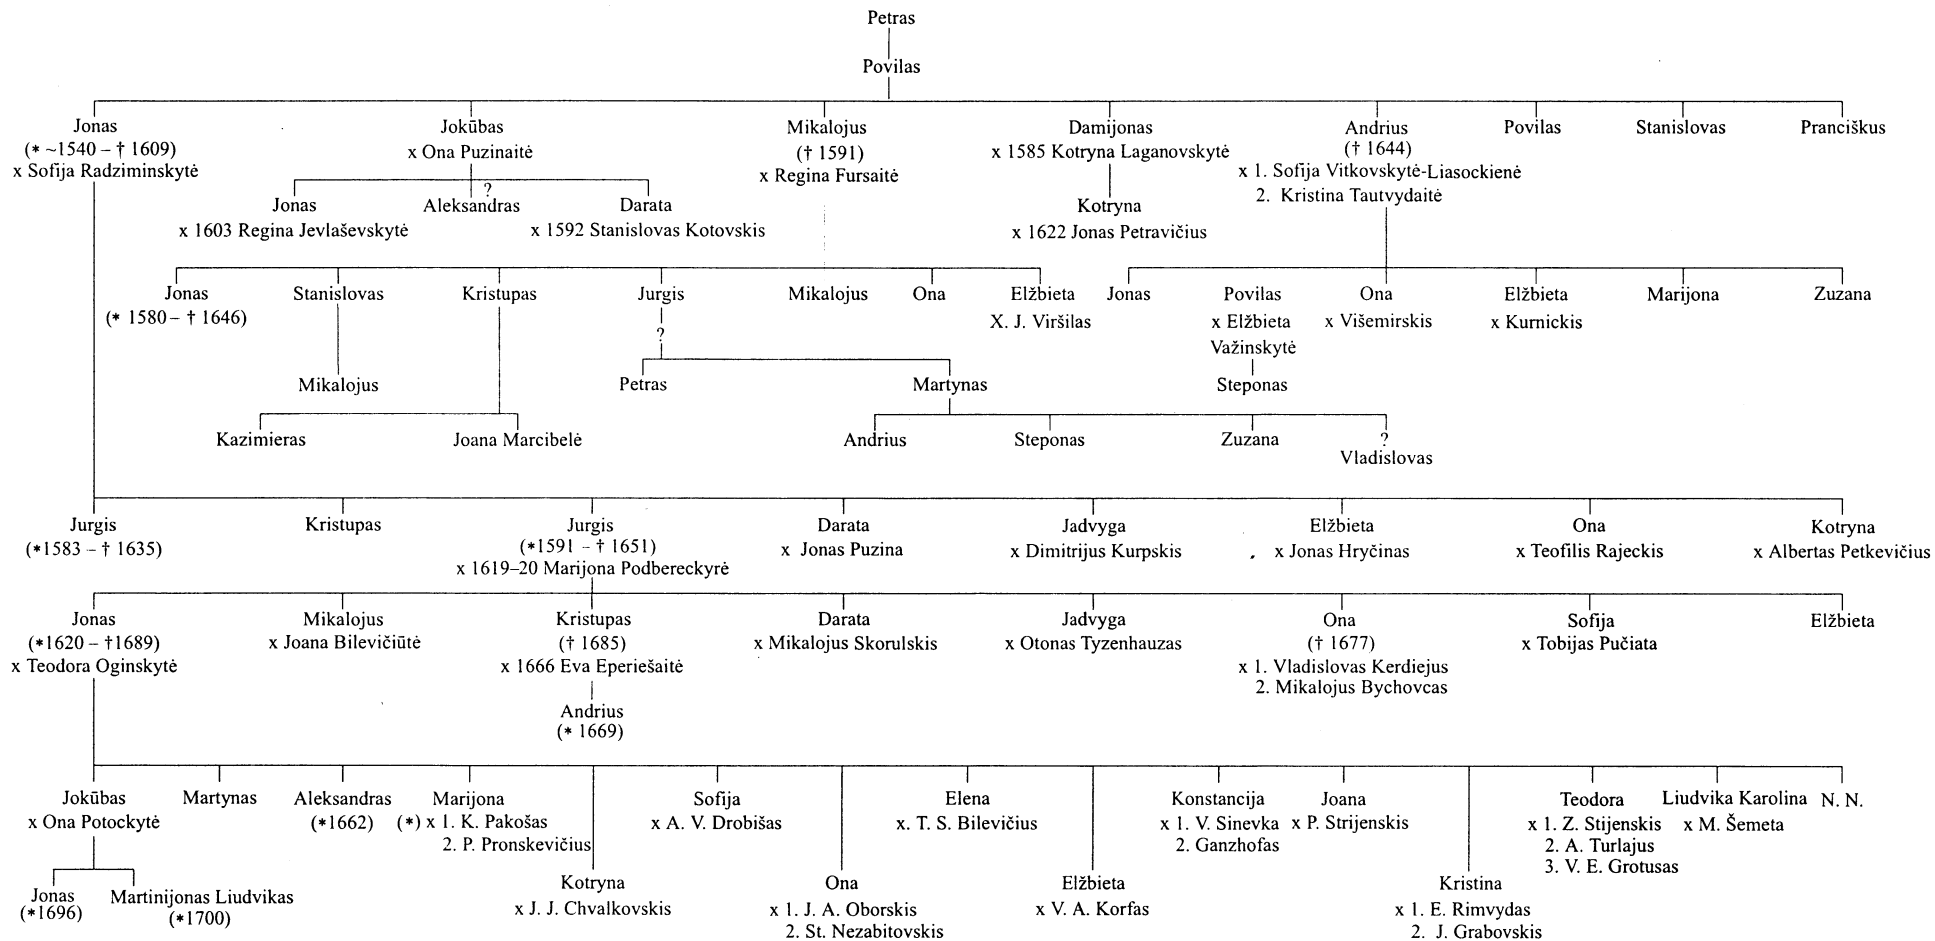 Petras
Povilas
Jonas Jokūbas Mikalojus Damijonas Andrius Povilas Stanislovas Pranciškus
(* ~1540 – † 1609) x Ona Puzinaitė († 1591) x 1585 Kotryna Laganovskytė († 1644)
x Sofija Radziminskytė x Regina Fursaitė x 1. Sofija Vitkovskytė-Liasockienė
? 2. Kristina Tautvydaitė
Jonas Aleksandras Darata Kotryna
x 1603 Regina Jevlaševskytė x 1592 Stanislovas Kotovskis x 1622 Jonas Petravičius
Jonas Stanislovas Kristupas Jurgis Mikalojus Ona Elžbieta Jonas Povilas Ona Elžbieta Marijona Zuzana
(* 1580 – † 1646) X. J. Viršilas x Elžbieta x Višemirskis x Kurnickis
? Važinskytė
Mikalojus Petras Martynas Steponas
Kazimieras Joana Marcibelė Andrius Steponas Zuzana ?
Vladislovas
Jurgis Kristupas Jurgis Darata Jadvyga Elžbieta Ona Kotryna
(*1583 – † 1635) (*1591 – † 1651) x Jonas Puzina x Dimitrijus Kurpskis x Jonas Hryčinas x Teofilis Rajeckis x Albertas Petkevičius
x 1619–20 Marijona Podbereckyrė
Jonas Mikalojus Kristupas Darata Jadvyga Ona Sofija Elžbieta
(*1620 – †1689) x Joana Bilevičiūtė († 1685) x Mikalojus Skorulskis x Otonas Tyzenhauzas († 1677) x Tobijas Pučiata
x Teodora Oginskytė x 1666 Eva Eperiešaitė x 1. Vladislovas Kerdiejus
2. Mikalojus Bychovcas
Andrius
(* 1669)
Jokūbas Martynas Aleksandras Marijona Sofija Elena Konstancija Joana Teodora Liudvika Karolina N. N.
x Ona Potockytė (*1662) (*) x 1. K. Pakošas x A. V. Drobišas x. T. S. Bilevičius x 1. V. Sinevka x P. Strijenskis x 1. Z. Stijenskis x M. Šemeta
2. P. Pronskevičius 2. Ganzhofas 2. A. Turlajus
3. V. E. Grotusas
Jonas Martinijonas Liudvikas Kotryna Ona Elžbieta Kristina
(*1696) (*1700) x J. J. Chvalkovskis x 1. J. A. Oborskis x V. A. Korfas x 1. E. Rimvydas
2. St. Nezabitovskis 2. J. Grabovskis